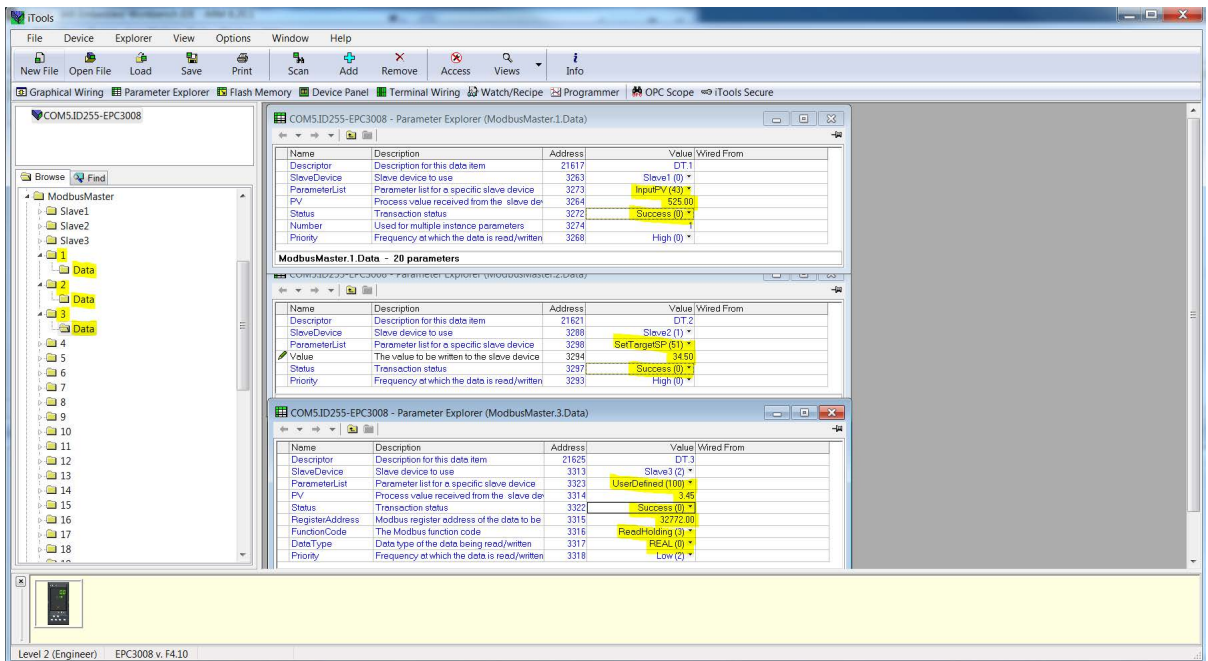 iTools
File Device Explorer View Options Window Help
New File Open File Load Save Print Scan Add Remove Access Views Info
Graphical Wiring Parameter Explorer Flash Memory Device Panel Terminal Wiring Watch/Recipe Programmer OPC Scope iTools Secure
COM5.ID255-EPC3008
Browse Find
ModbusMaster
Slave1
Slave2
Slave3
1
Data
2
Data
3
Data
4
5
6
7
8
9
10
11
12
13
14
15
16
17
18
COM5.ID255-EPC3008 - Parameter Explorer (ModbusMaster.1.Data)
Name Description Address Value Wired From
Descriptor Description for this data item 21617 DT.1
SlaveDevice Slave device to use 3263 Slave1 (0)
ParameterList Parameter list for a specific slave device 3273 InputPV (43)
PV Process value received from the slave dev 3264 525.00
Status Transaction status 3272 Success (0)
Number Used for multiple instance parameters 3274 1
Priority Frequency at which the data is read/written 3268 High (0)
ModbusMaster.1.Data - 20 parameters
COM5.ID255-EPC3008 - Parameter Explorer (ModbusMaster.2.Data)
Name Description Address Value Wired From
Descriptor Description for this data item 21621 DT.2
SlaveDevice Slave device to use 3288 Slave2 (1)
ParameterList Parameter list for a specific slave device 3298 SetTargetSP (51)
Value The value to be written to the slave device 3294 34.50
Status Transaction status 3297 Success (0)
Priority Frequency at which the data is read/written 3293 High (0)
COM5.ID255-EPC3008 - Parameter Explorer (ModbusMaster.3.Data)
Name Description Address Value Wired From
Descriptor Description for this data item 21625 DT.3
SlaveDevice Slave device to use 3313 Slave3 (2)
ParameterList Parameter list for a specific slave device 3323 UserDefined (100)
PV Process value received from the slave dev 3314 3.45
Status Transaction status 3322 Success (0)
RegisterAddress Modbus register address of the data to be 3315 32772.00
FunctionCode The Modbus function code 3316 ReadHolding (3)
DataType Data type of the data being read/written 3317 REAL (0)
Priority Frequency at which the data is read/written 3318 Low (2)
Level 2 (Engineer) EPC3008 v. F4.10